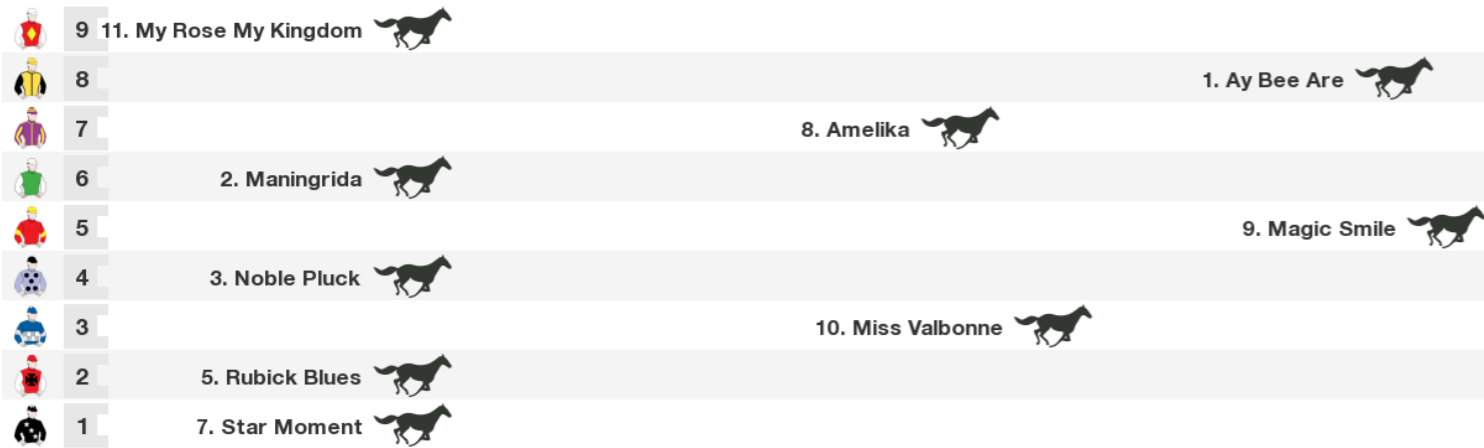 9 11. My Rose My Kingdom
8 1. Ay Bee Are
7 8. Amelika
6 2. Maningrida
5 9. Magic Smile
4 3. Noble Pluck
3 10. Miss Valbonne
2 5. Rubick Blues
1 7. Star Moment